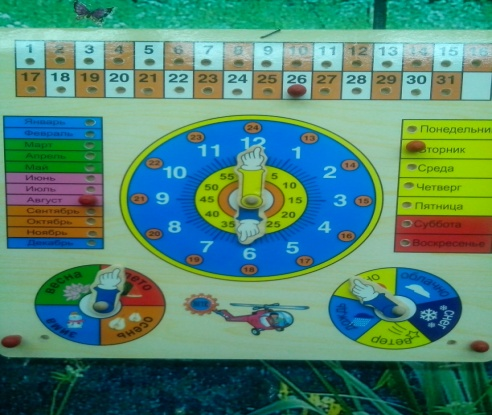 1 2 3 4 5 6 7 8 9 10 11 12 13 14 15 16
17 18 19 20 21 22 23 24 25 26 27 28 29 30 31
Январь
Февраль
Март
Апрель
Май
Июнь
Июль
Август
Сентябрь
Октябрь
Ноябрь
Декабрь
24 13 14 15 16 17 18 19 20 21 22 23
12 1 2 3 4 5 6 7 8 9 10 11
5 10 15 20 25 35 40 45 50 55
Понедельни
вторник
Среда
Четверг
Пятница
Суббота
Воскресенье
весна
лето
осень
зима
облачно
снег
ветер